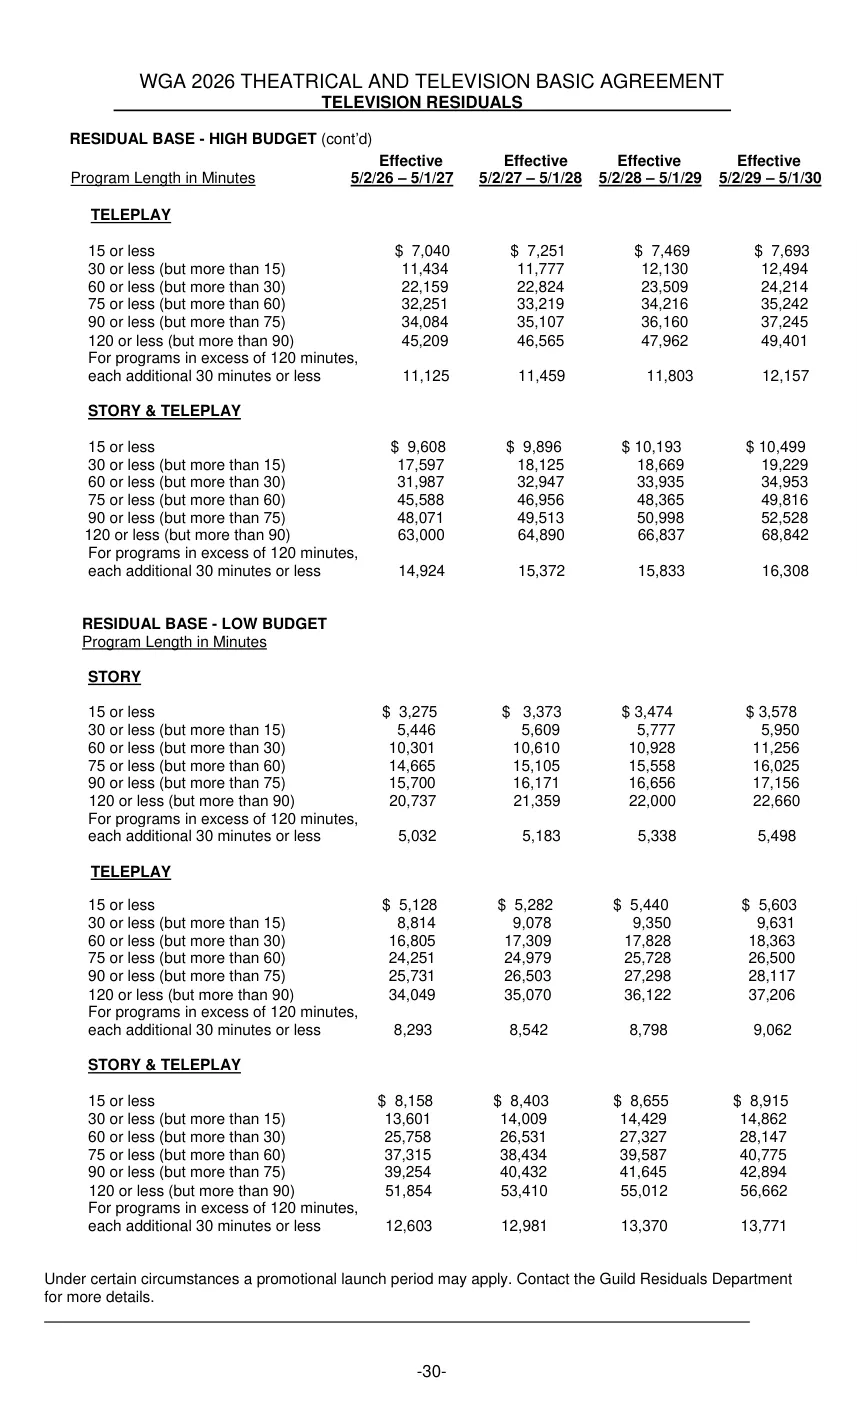 WGA 2026 THEATRICAL AND TELEVISION BASIC AGREEMENT
TELEVISION RESIDUALS
RESIDUAL BASE - HIGH BUDGET (cont’d)
Effective Effective Effective Effective
Program Length in Minutes 5/2/26 – 5/1/27 5/2/27 – 5/1/28 5/2/28 – 5/1/29 5/2/29 – 5/1/30
TELEPLAY
15 or less $ 7,040 $ 7,251 $ 7,469 $ 7,693
30 or less (but more than 15) 11,434 11,777 12,130 12,494
60 or less (but more than 30) 22,159 22,824 23,509 24,214
75 or less (but more than 60) 32,251 33,219 34,216 35,242
90 or less (but more than 75) 34,084 35,107 36,160 37,245
120 or less (but more than 90) 45,209 46,565 47,962 49,401
For programs in excess of 120 minutes,
each additional 30 minutes or less 11,125 11,459 11,803 12,157
STORY & TELEPLAY
15 or less $ 9,608 $ 9,896 $ 10,193 $ 10,499
30 or less (but more than 15) 17,597 18,125 18,669 19,229
60 or less (but more than 30) 31,987 32,947 33,935 34,953
75 or less (but more than 60) 45,588 46,956 48,365 49,816
90 or less (but more than 75) 48,071 49,513 50,998 52,528
120 or less (but more than 90) 63,000 64,890 66,837 68,842
For programs in excess of 120 minutes,
each additional 30 minutes or less 14,924 15,372 15,833 16,308
RESIDUAL BASE - LOW BUDGET
Program Length in Minutes
STORY
15 or less $ 3,275 $ 3,373 $ 3,474 $ 3,578
30 or less (but more than 15) 5,446 5,609 5,777 5,950
60 or less (but more than 30) 10,301 10,610 10,928 11,256
75 or less (but more than 60) 14,665 15,105 15,558 16,025
90 or less (but more than 75) 15,700 16,171 16,656 17,156
120 or less (but more than 90) 20,737 21,359 22,000 22,660
For programs in excess of 120 minutes,
each additional 30 minutes or less 5,032 5,183 5,338 5,498
TELEPLAY
15 or less $ 5,128 $ 5,282 $ 5,440 $ 5,603
30 or less (but more than 15) 8,814 9,078 9,350 9,631
60 or less (but more than 30) 16,805 17,309 17,828 18,363
75 or less (but more than 60) 24,251 24,979 25,728 26,500
90 or less (but more than 75) 25,731 26,503 27,298 28,117
120 or less (but more than 90) 34,049 35,070 36,122 37,206
For programs in excess of 120 minutes,
each additional 30 minutes or less 8,293 8,542 8,798 9,062
STORY & TELEPLAY
15 or less $ 8,158 $ 8,403 $ 8,655 $ 8,915
30 or less (but more than 15) 13,601 14,009 14,429 14,862
60 or less (but more than 30) 25,758 26,531 27,327 28,147
75 or less (but more than 60) 37,315 38,434 39,587 40,775
90 or less (but more than 75) 39,254 40,432 41,645 42,894
120 or less (but more than 90) 51,854 53,410 55,012 56,662
For programs in excess of 120 minutes,
each additional 30 minutes or less 12,603 12,981 13,370 13,771
Under certain circumstances a promotional launch period may apply. Contact the Guild Residuals Department
for more details.
-30-